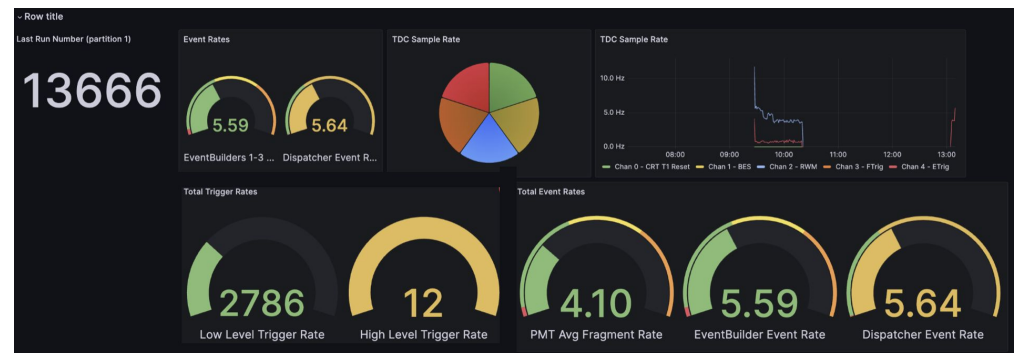 Row title
Last Run Number (partition 1)
13666
Event Rates
5.59
5.64
EventBuilders 1-3 ...
Dispatcher Event R...
TDC Sample Rate
TDC Sample Rate
10.0 Hz
5.0 Hz
0.0 Hz
08:00 09:00 10:00 11:00 12:00 13:00
Chan 0 - CRT T1 Reset Chan 1 - BES Chan 2 - RWM Chan 3 - FTrig Chan 4 - ETrig
Total Trigger Rates
2786
Low Level Trigger Rate
12
High Level Trigger Rate
Total Event Rates
4.10
PMT Avg Fragment Rate
5.59
EventBuilder Event Rate
5.64
Dispatcher Event Rate